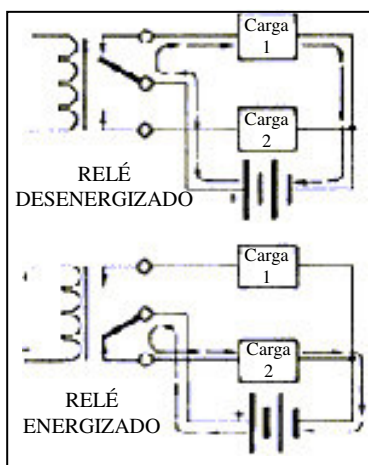 Carga
1
Carga
2
RELÉ
DESENERGIZADO
+
Carga
1
Carga
2
RELÉ
ENERGIZADO
+